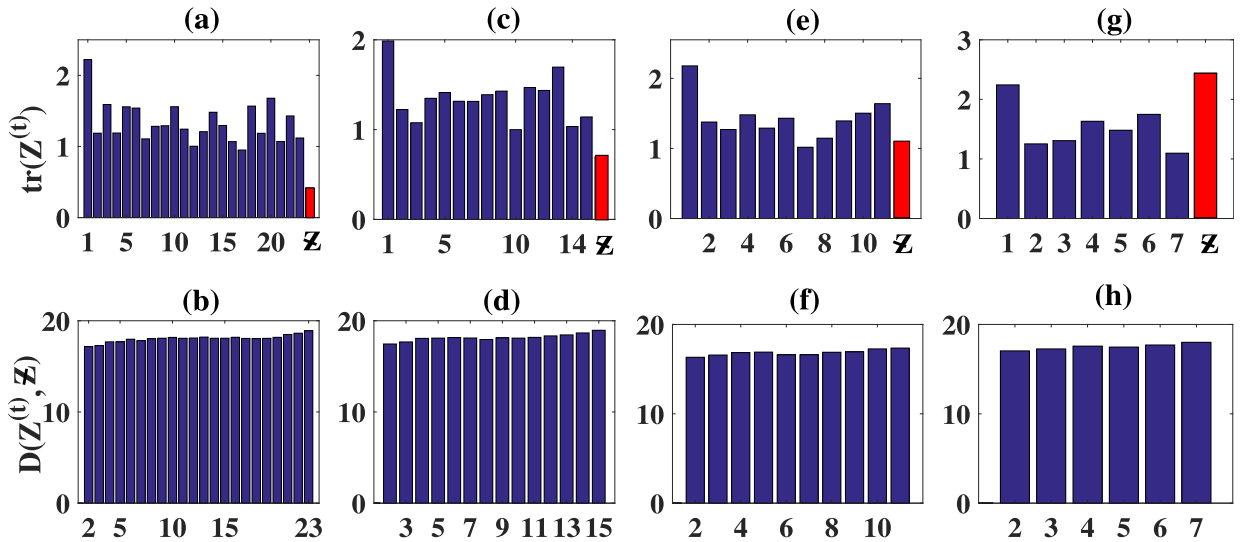 (a) (c) (e) (g)
tr(Z^(t))
2 1 0
2 1 0
2 1 0
3 2 1 0
1 5 10 15 20 Ƶ
1 5 10 14 Ƶ
2 4 6 8 10 Ƶ
1 2 3 4 5 6 7 Ƶ
(b) (d) (f) (h)
D(Z^(t),Ƶ)
20 10 0
20 10 0
20 10 0
20 10 0
2 5 10 15 23
3 5 7 9 11 13 15
2 4 6 8 10
2 3 4 5 6 7